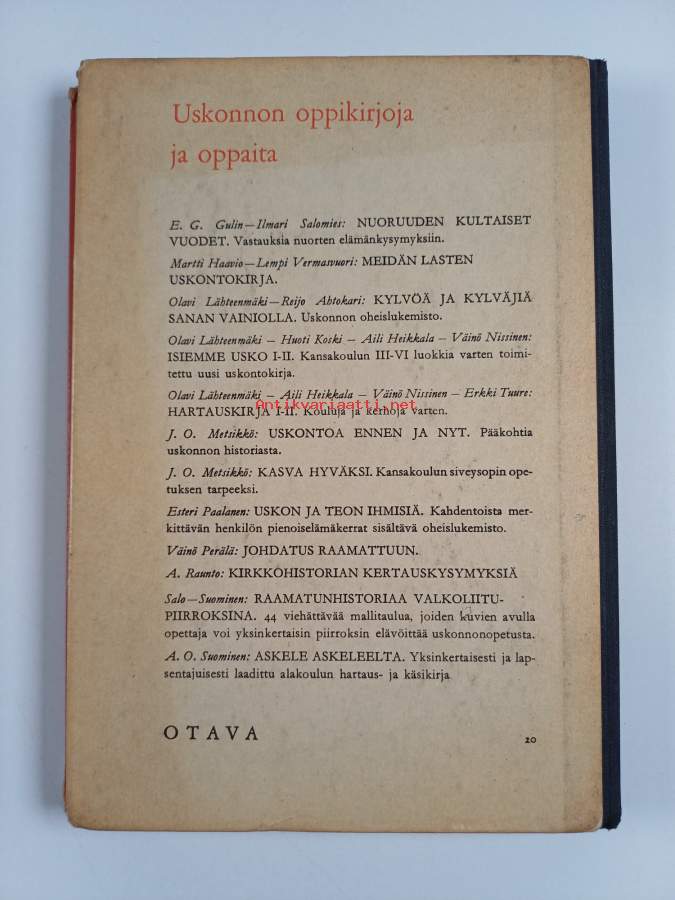 Uskonnon oppikirjoja
ja oppaita
E. G. Gulin—Ilmari Salomies: NUORUUDEN KULTAISET
VUODET. Vastauksia nuorten elämänkysymyksiin.
Martti Haavio—Lempi Vermasvuori: MEIDÄN LASTEN
USKONTOKIRJA.
Olavi Lähteenmäki—Reijo Ahtokari: KYLVÖÄ JA KYLVÄJIÄ
SANAN VAINIOLLA. Uskonnon oheislukemisto.
Olavi Lähteenmäki — Huoti Koski — Aili Heikkala — Väinö Nissinen:
ISIEMME USKO I-II. Kansakoulun III-VI luokkia varten toimi-
tettu uusi uskontokirja.
Olavi Lähteenmäki — Aili Heikkala — Väinö Nissinen — Erkki Tuure:
Antikvariaatti.net
HARTAUSKIRJA I-II. Kouluja ja kerhoja varten.
J. O. Metsikkö: USKONTOA ENNEN JA NYT. Pääkohtia
uskonnon historiasta.
J. O. Metsikkö: KASVA HYVÄKSI. Kansakoulun siveysopin ope-
tuksen tarpeeksi.
Esteri Paalanen: USKON JA TEON IHMISIÄ. Kahdentoista mer-
kittävän henkilön pienoiselämäkerrat sisältävä oheislukemisto.
Väinö Perälä: JOHDATUS RAAMATTUUN.
A. Raunto: KIRKKOHISTORIAN KERTAUSKYSYMYKSIÄ
Salo—Suominen: RAAMATUNHISTORIAA VALKOLIITU-
PIIRROKSINA. 44 viehättävää mallitaulua, joiden kuvien avulla
opettaja voi yksinkertaisin piirroksin elävöittää uskonnonopetusta.
A. O. Suominen: ASKELE ASKELEELTA. Yksinkertaisesti ja lap-
sentajuisesti laadittu alakoulun hartaus- ja käsikirja
OTAVA
20